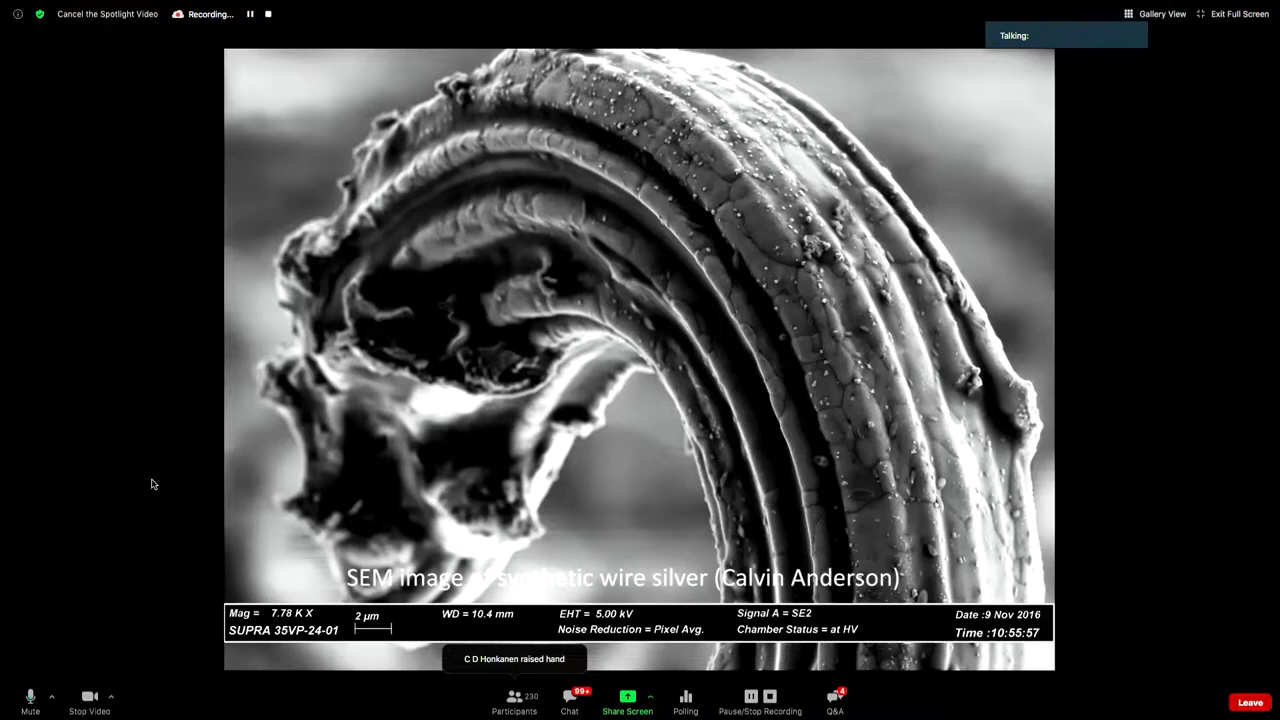 Cancel the Spotlight Video
Recording...
Gallery View
Exit Full Screen
Talking:
SEM image of synthetic wire silver (Calvin Anderson)
Mag = 7.78 K X
2 µm
WD = 10.4 mm
EHT = 5.00 kV
Signal A = SE2
Date :9 Nov 2016
SUPRA 35VP-24-01
Noise Reduction = Pixel Avg.
Chamber Status = at HV
Time :10:55:57
C D Honkanen raised hand
230
99+
4
Mute
Stop Video
Participants
Chat
Share Screen
Polling
Pause/Stop Recording
Q&A
Leave